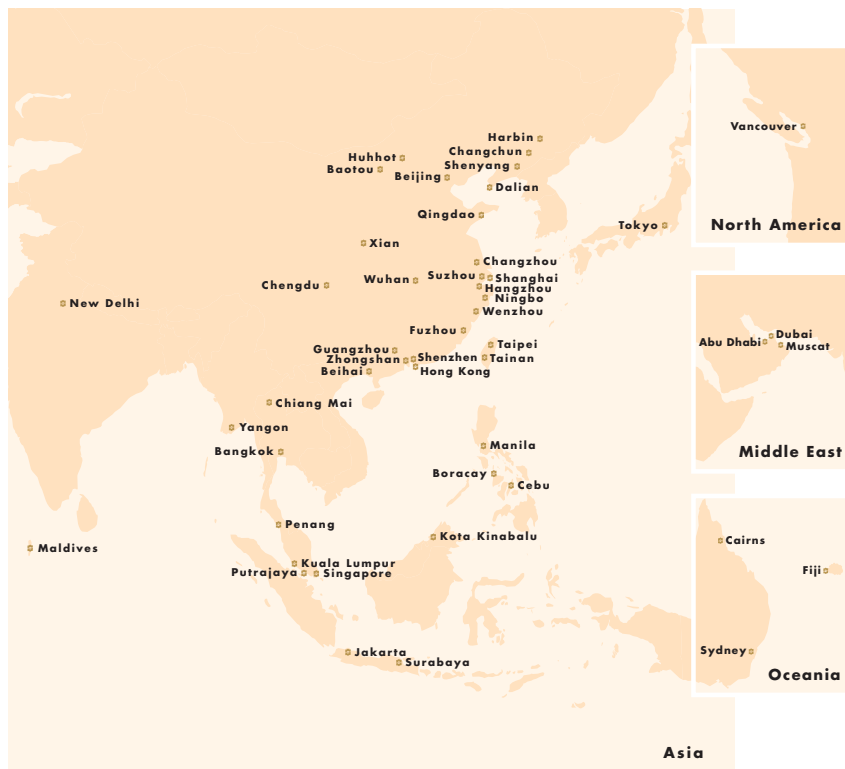 Harbin
Changchun
Huhhot
Shenyang
Baotou
Beijing
Dalian
Qingdao
Tokyo
Xian
Changzhou
Suzhou
Shanghai
Wuhan
Chengdu
Hangzhou
Ningbo
New Delhi
Wenzhou
Fuzhou
Taipei
Guangzhou
Zhongshan
Shenzhen
Tainan
Beihai
Hong Kong
Chiang Mai
Yangon
Manila
Bangkok
Boracay
Cebu
Penang
Kota Kinabalu
Maldives
Kuala Lumpur
Putrajaya
Singapore
Jakarta
Surabaya
Asia
Vancouver
North America
Dubai
Abu Dhabi
Muscat
Middle East
Cairns
Fiji
Sydney
Oceania